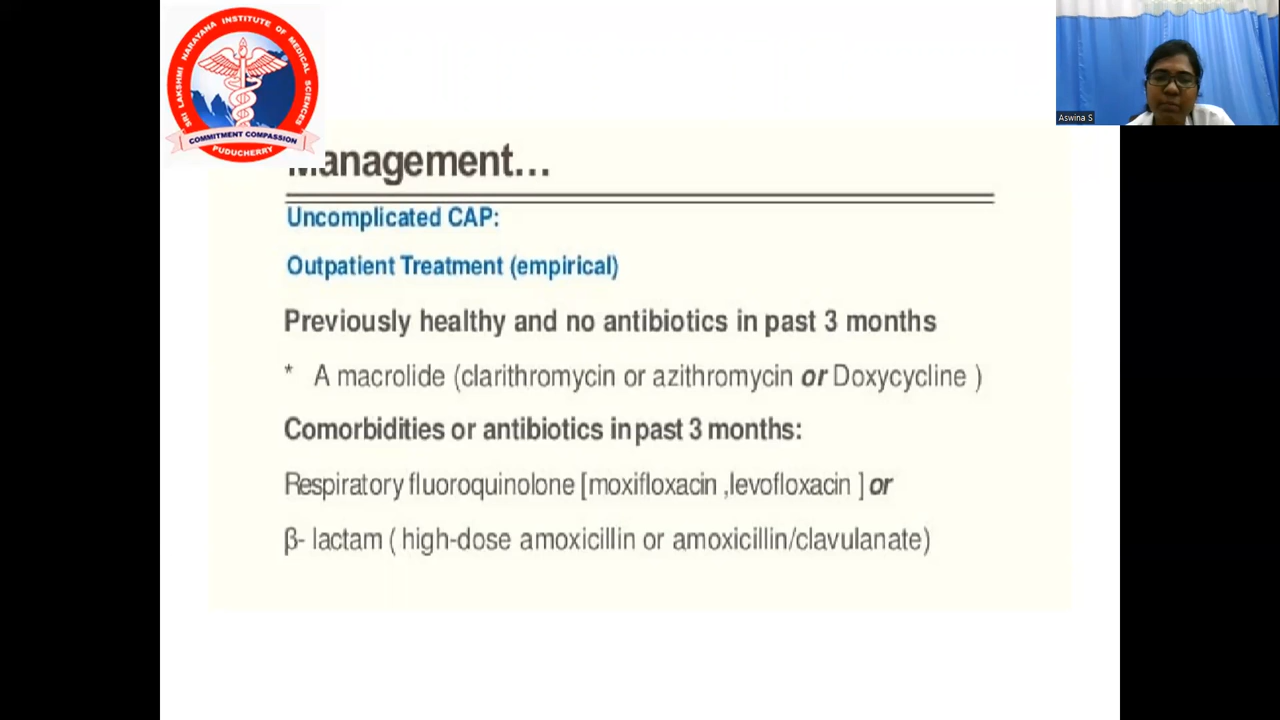 SRI LAKSHMI NARAYANA INSTITUTE OF MEDICAL SCIENCES
COMMITMENT COMPASSION
PUDUCHERRY
Aswina S
Management...
Uncomplicated CAP:
Outpatient Treatment (empirical)
Previously healthy and no antibiotics in past 3 months
* A macrolide (clarithromycin or azithromycin or Doxycycline )
Comorbidities or antibiotics in past 3 months:
Respiratory fluoroquinolone [moxifloxacin ,levofloxacin ] or
β- lactam ( high-dose amoxicillin or amoxicillin/clavulanate)